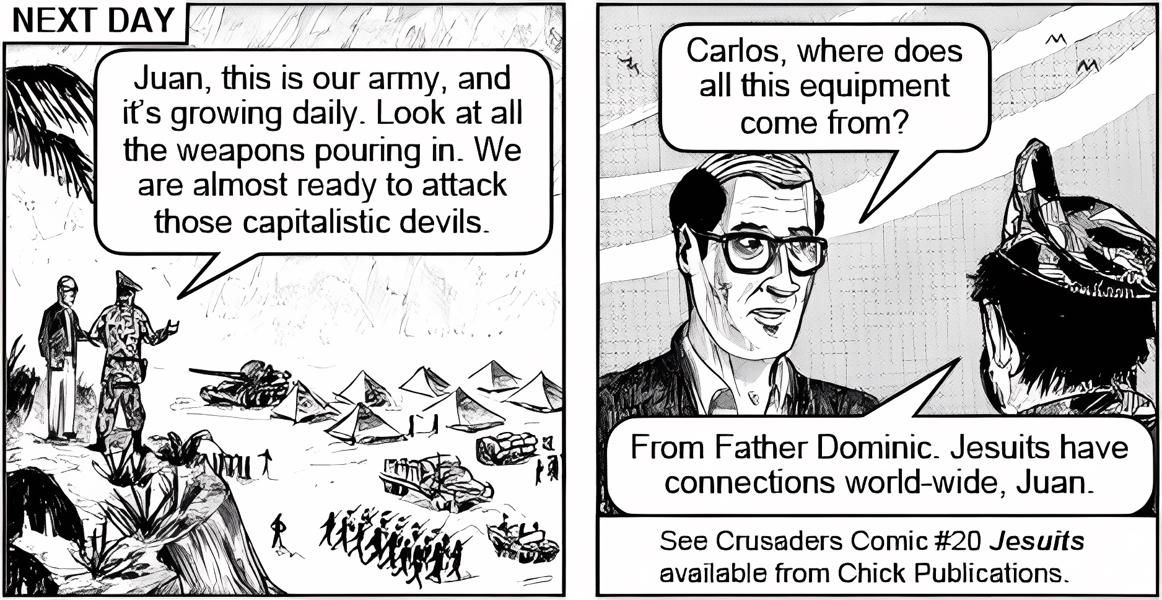 NEXT DAY
Juan, this is our army, and
it's growing daily. Look at all
the weapons pouring in. We
are almost ready to attack
those capitalistic devils.
Carlos, where does
all this equipment
come from?
From Father Dominic. Jesuits have
connections world-wide, Juan.
See Crusaders Comic #20 Jesuits
available from Chick Publications.